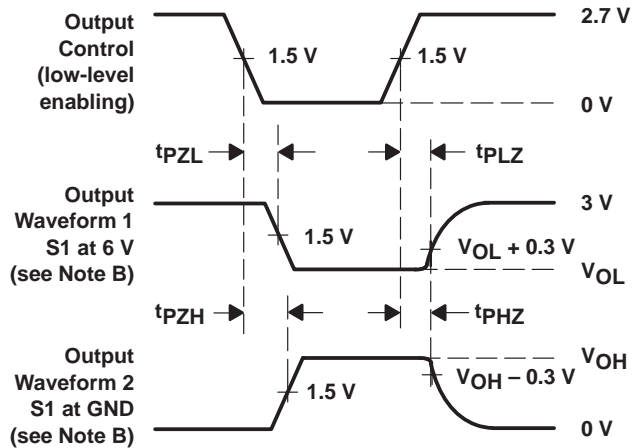 Output
Control
(low-level
enabling)
1.5 V
1.5 V
2.7 V
0 V
tPZL
tPLZ
Output
Waveform 1
S1 at 6 V
(see Note B)
1.5 V
3 V
VOL + 0.3 V
VOL
tPZH
tPHZ
Output
Waveform 2
S1 at GND
(see Note B)
1.5 V
VOH
VOH – 0.3 V
0 V